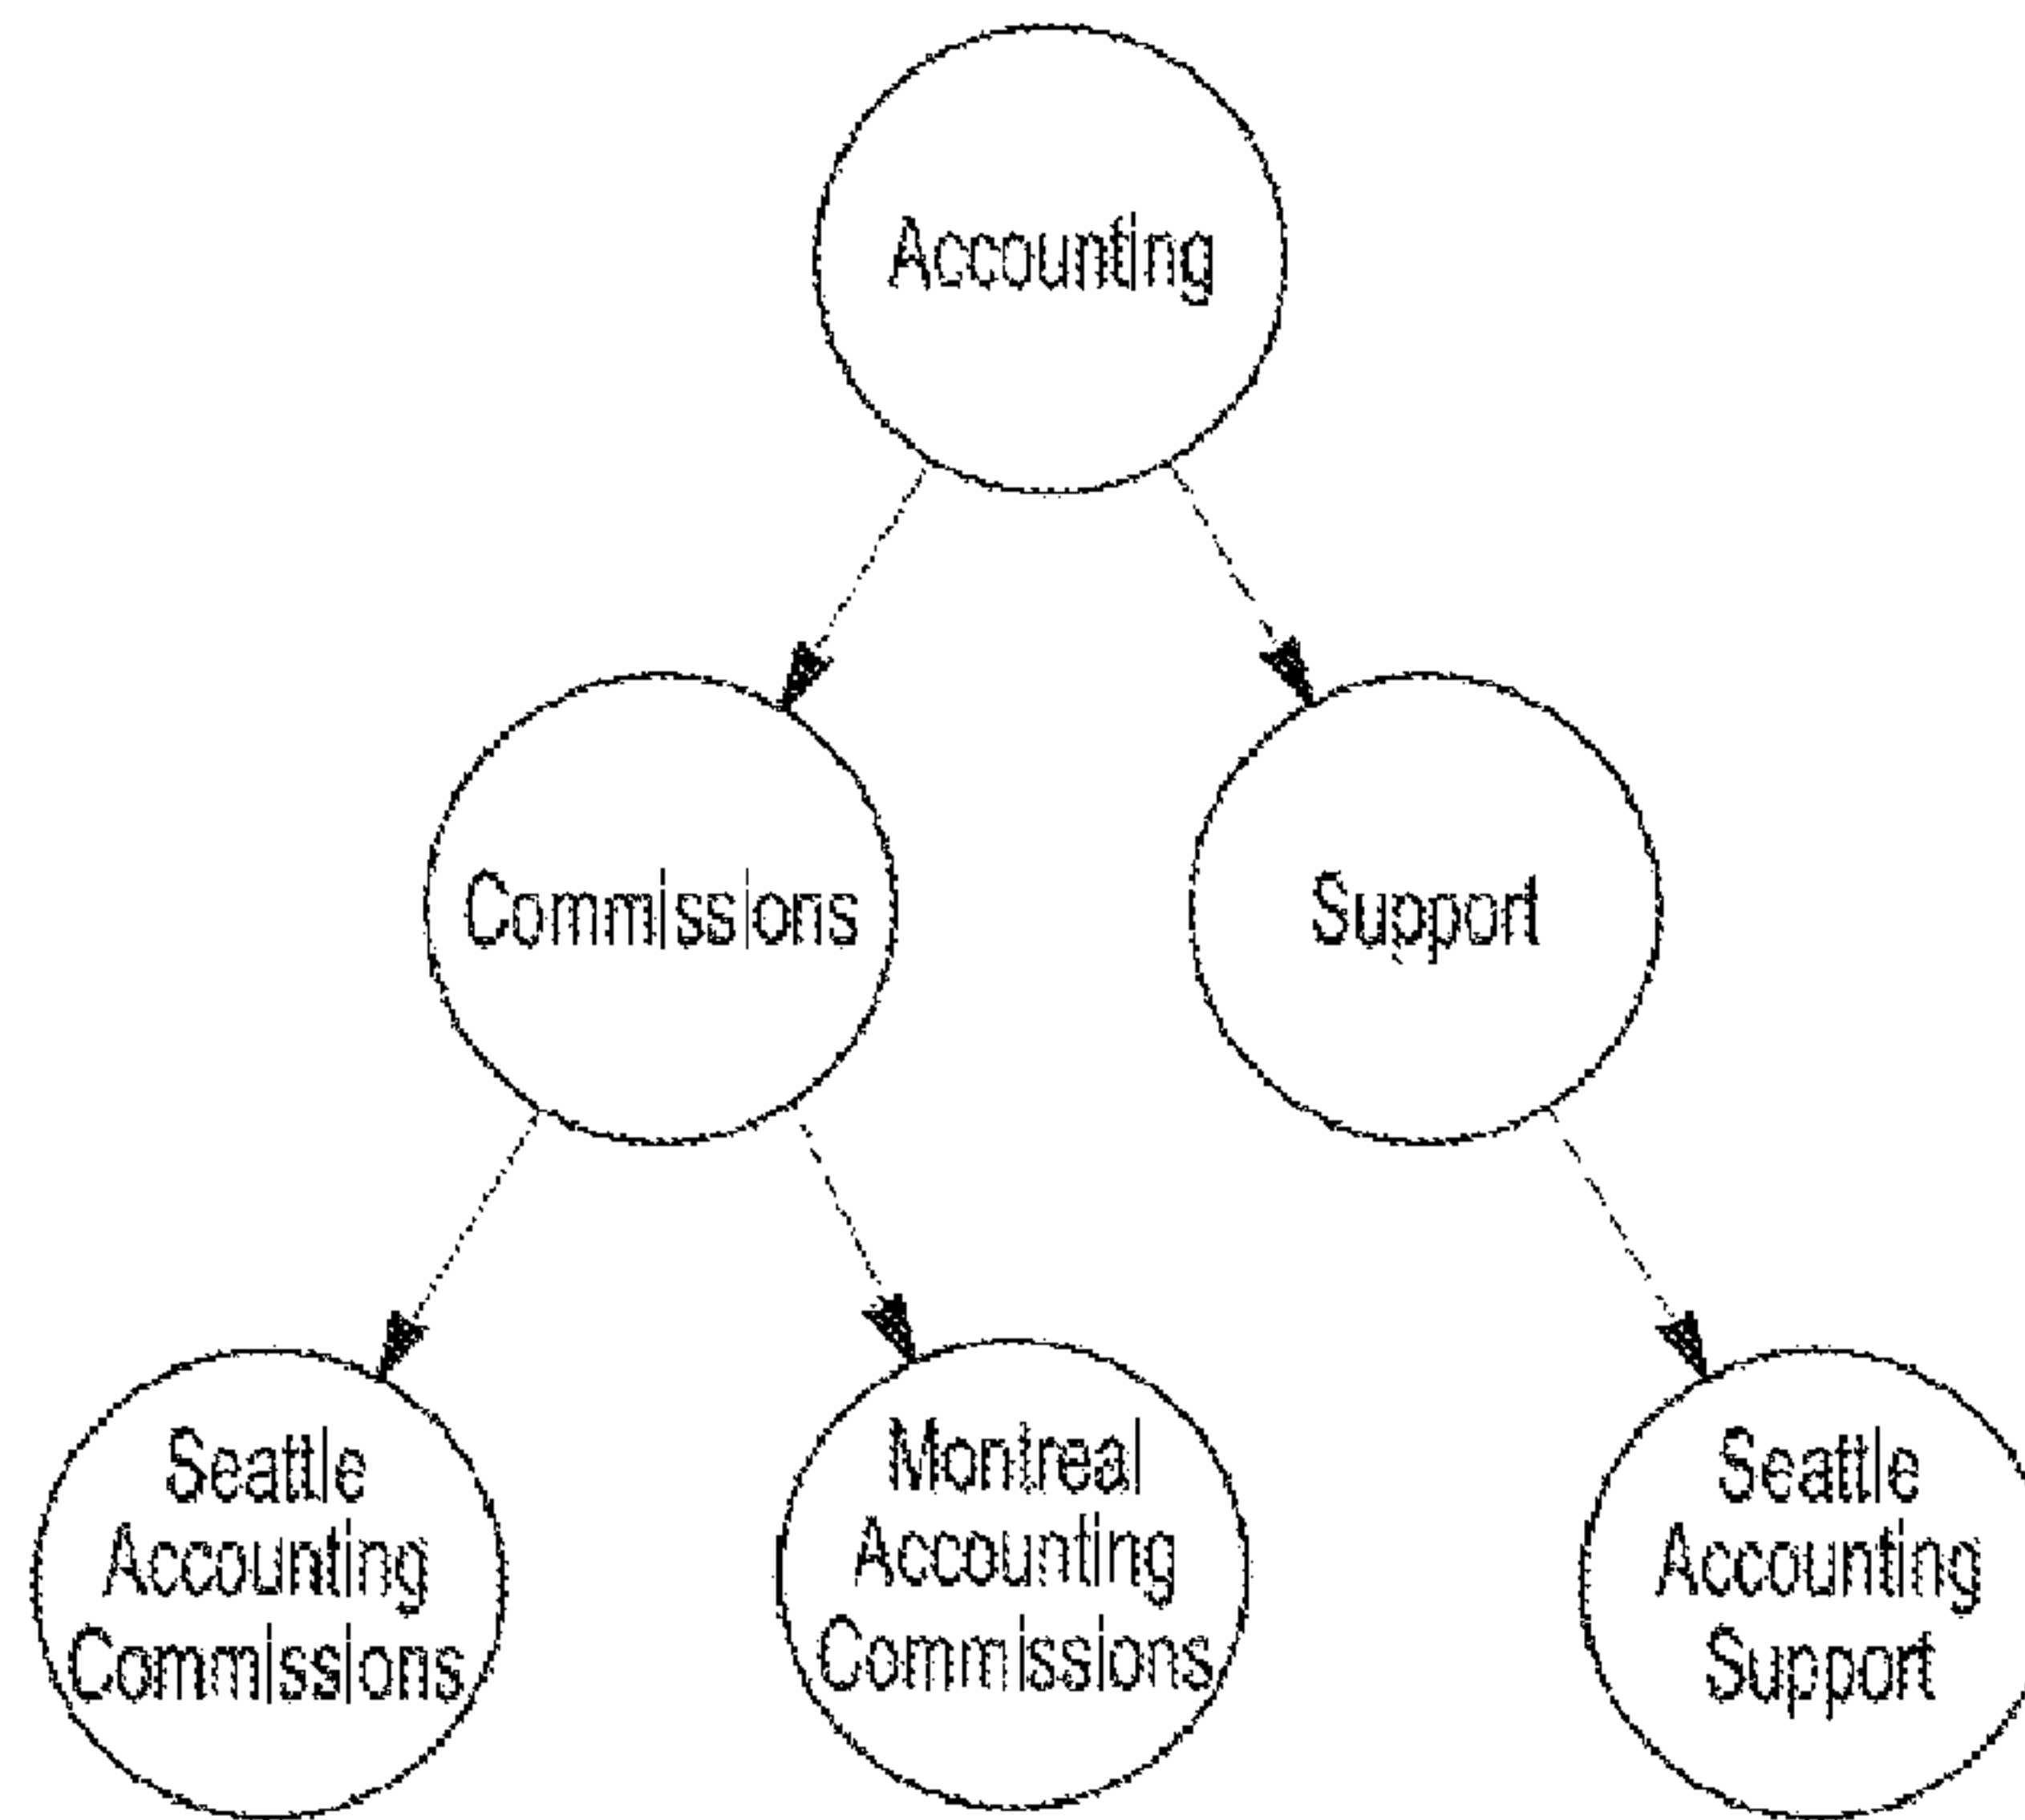 Accounting
Commissions
Support
Seattle
Accounting
Commissions
Montreal
Accounting
Commissions
Seattle
Accounting
Support